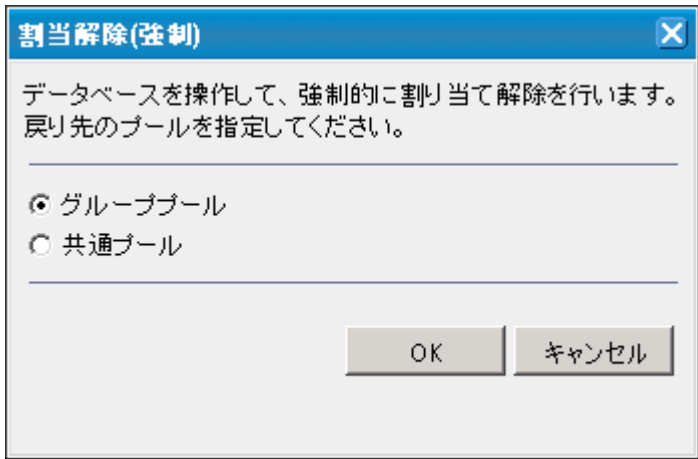 割当解除(強制)
データベースを操作して、強制的に割り当て解除を行います。
戻り先のプールを指定してください。
グループプール
共通プール
OK
キャンセル